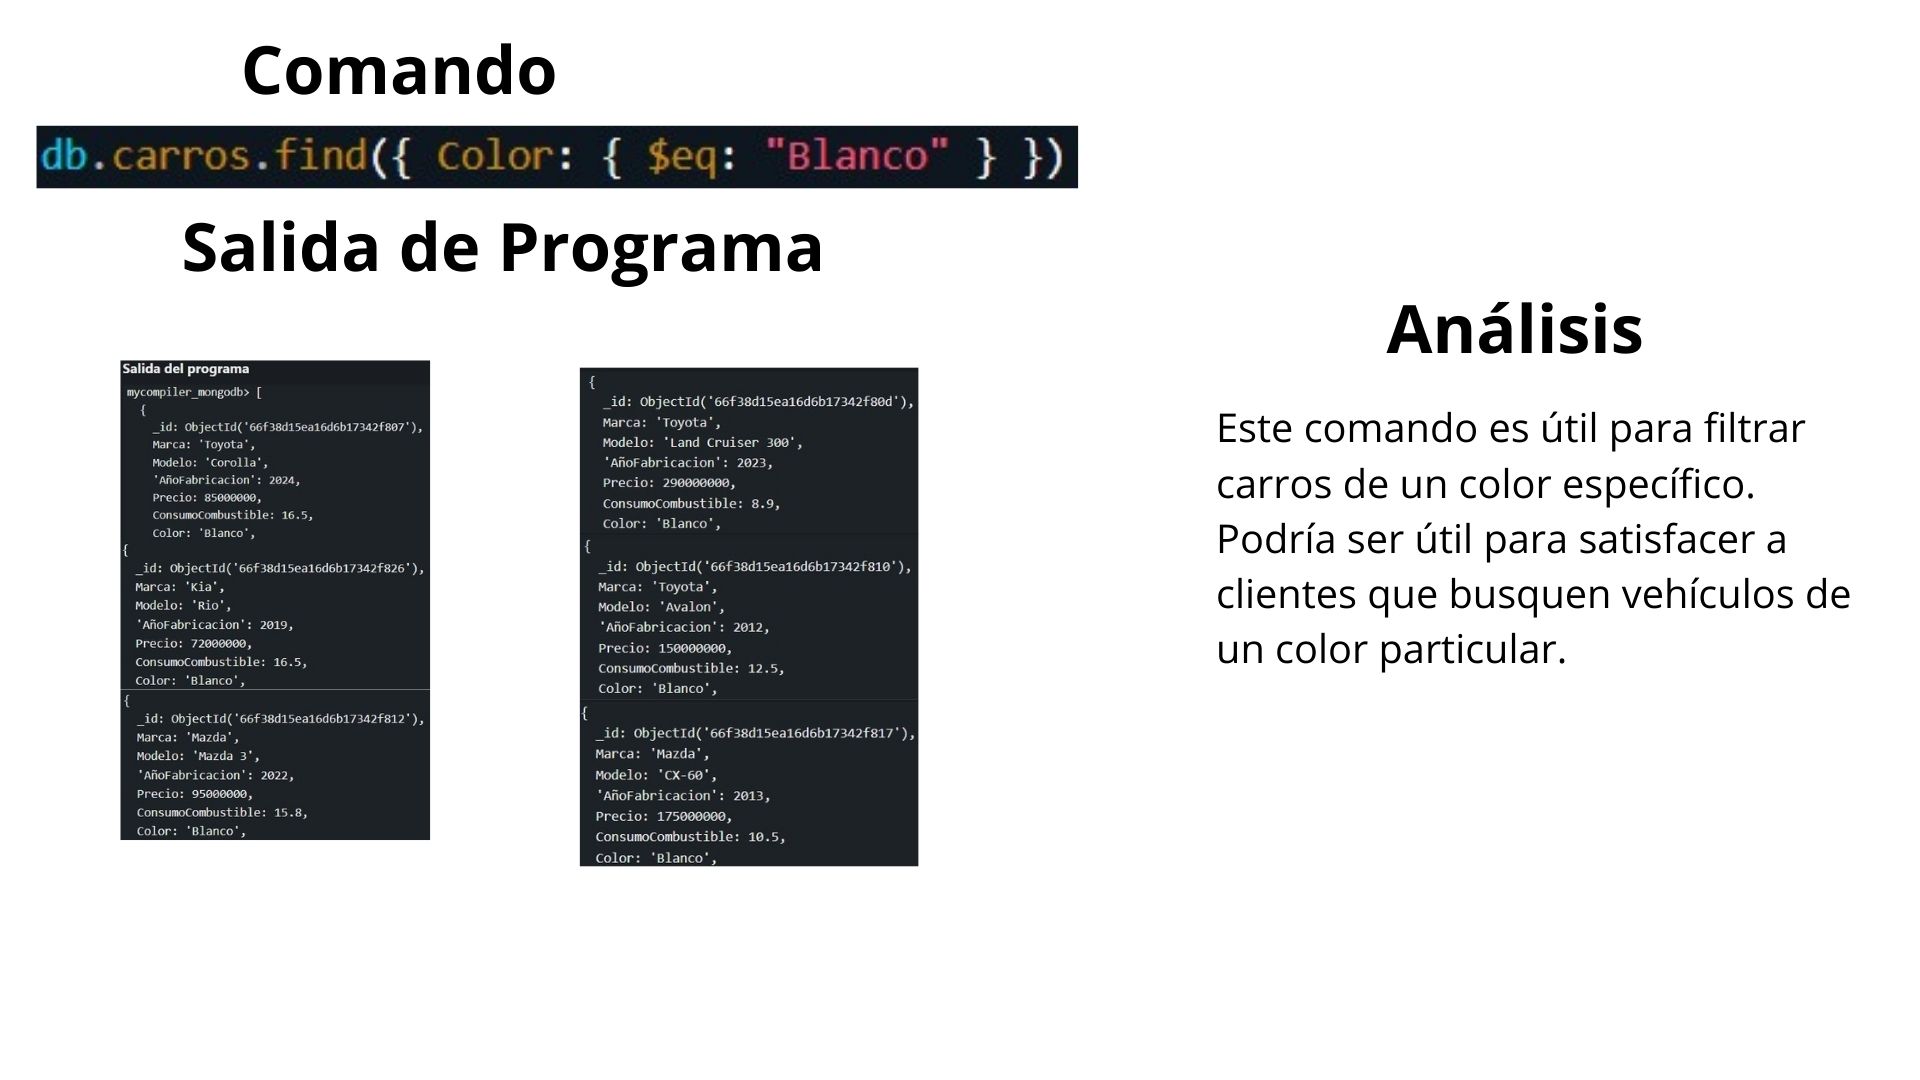 Comando
db.carros.find({ Color: { $eq: "Blanco" } })
Salida de Programa
Salida del programa
mycompiler_mongodb> [
{
_id: ObjectId('66f38d15ea16d6b17342f807'),
Marca: 'Toyota',
Modelo: 'Corolla',
'AñoFabricacion': 2024,
Precio: 85000000,
ConsumoCombustible: 16.5,
Color: 'Blanco',
{
_id: ObjectId('66f38d15ea16d6b17342f826'),
Marca: 'Kia',
Modelo: 'Rio',
'AñoFabricacion': 2019,
Precio: 72000000,
ConsumoCombustible: 16.5,
Color: 'Blanco',
{
_id: ObjectId('66f38d15ea16d6b17342f812'),
Marca: 'Mazda',
Modelo: 'Mazda 3',
'AñoFabricacion': 2022,
Precio: 95000000,
ConsumoCombustible: 15.8,
Color: 'Blanco',
{
_id: ObjectId('66f38d15ea16d6b17342f80d'),
Marca: 'Toyota',
Modelo: 'Land Cruiser 300',
'AñoFabricacion': 2023,
Precio: 290000000,
ConsumoCombustible: 8.9,
Color: 'Blanco',
{
_id: ObjectId('66f38d15ea16d6b17342f810'),
Marca: 'Toyota',
Modelo: 'Avalon',
'AñoFabricacion': 2012,
Precio: 150000000,
ConsumoCombustible: 12.5,
Color: 'Blanco',
{
_id: ObjectId('66f38d15ea16d6b17342f817'),
Marca: 'Mazda',
Modelo: 'CX-60',
'AñoFabricacion': 2013,
Precio: 175000000,
ConsumoCombustible: 10.5,
Color: 'Blanco',
Análisis
Este comando es útil para filtrar
carros de un color específico.
Podría ser útil para satisfacer a
clientes que busquen vehículos de
un color particular.